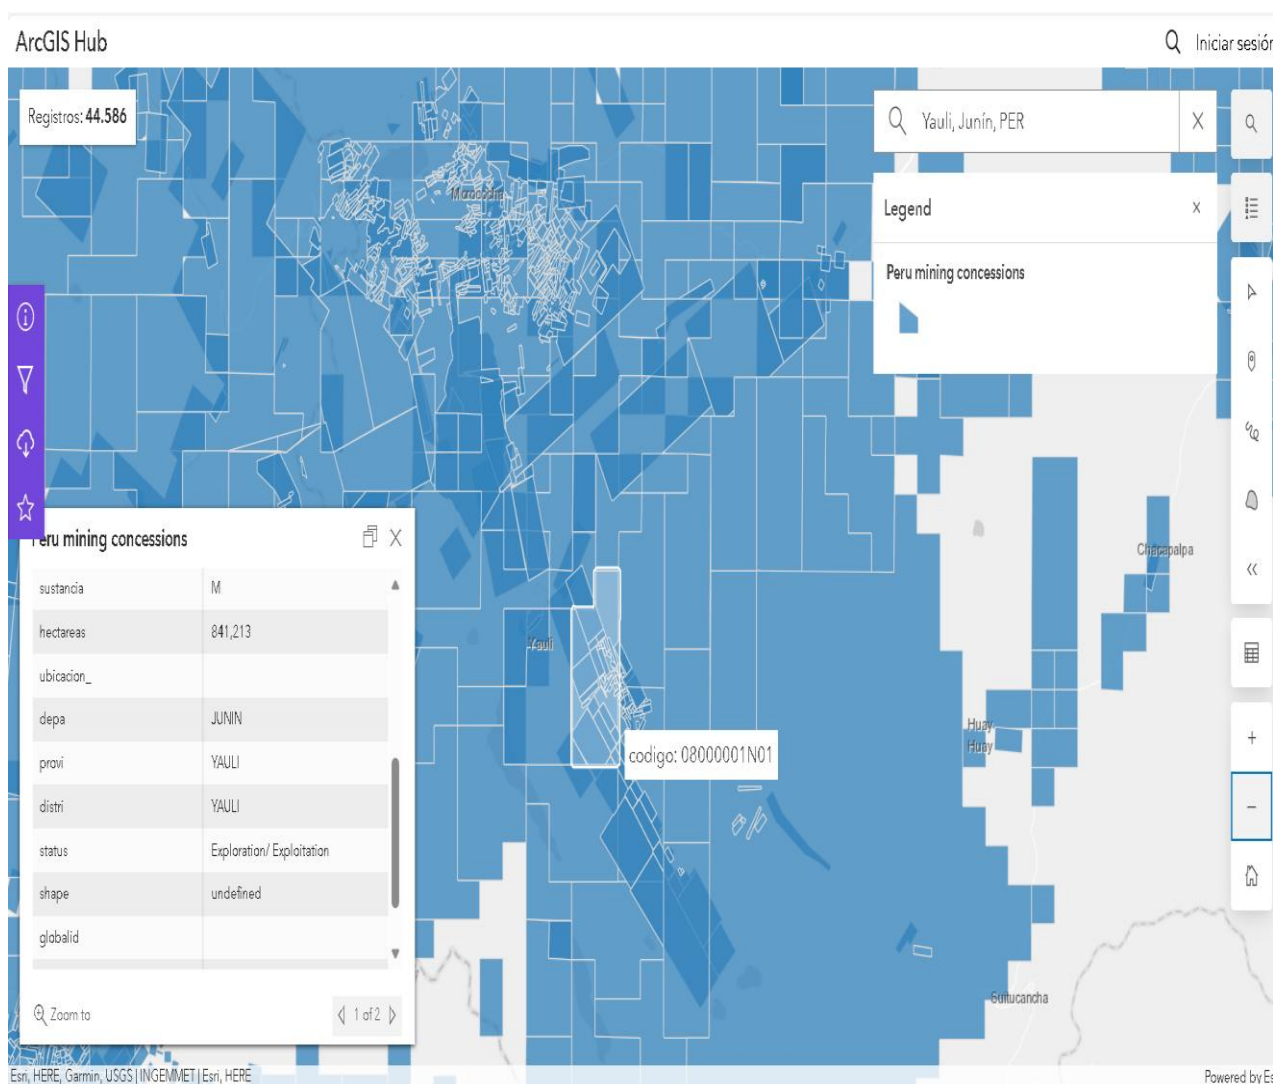 ArcGIS Hub
Iniciar sesión
Registros: 44.586
Yauli, Junín, PER
Legend
Peru mining concessions
Morococha
Chacapalpa
Yauli
Huay
Huay
codigo: 08000001N01
Suitucancha
eru mining concessions
sustancia M
hectareas 841,213
ubicacion_
depa JUNIN
provi YAULI
distri YAULI
status Exploration/ Exploitation
shape undefined
globalid
Zoom to
1 of 2
Esri, HERE, Garmin, USGS | INGEMMET | Esri, HERE
Powered by Es